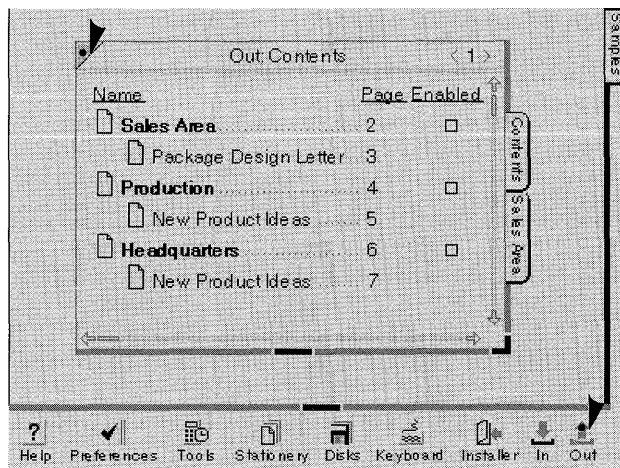 Samples
Out: Contents
< 1 >
Name Page Enabled
Sales Area 2
Package Design Letter 3
Production 4
New Product Ideas 5
Headquarters 6
New Product Ideas 7
Contents
Sales Area
? 
Help Preferences Tools Stationery Disks Keyboard Installer In Out